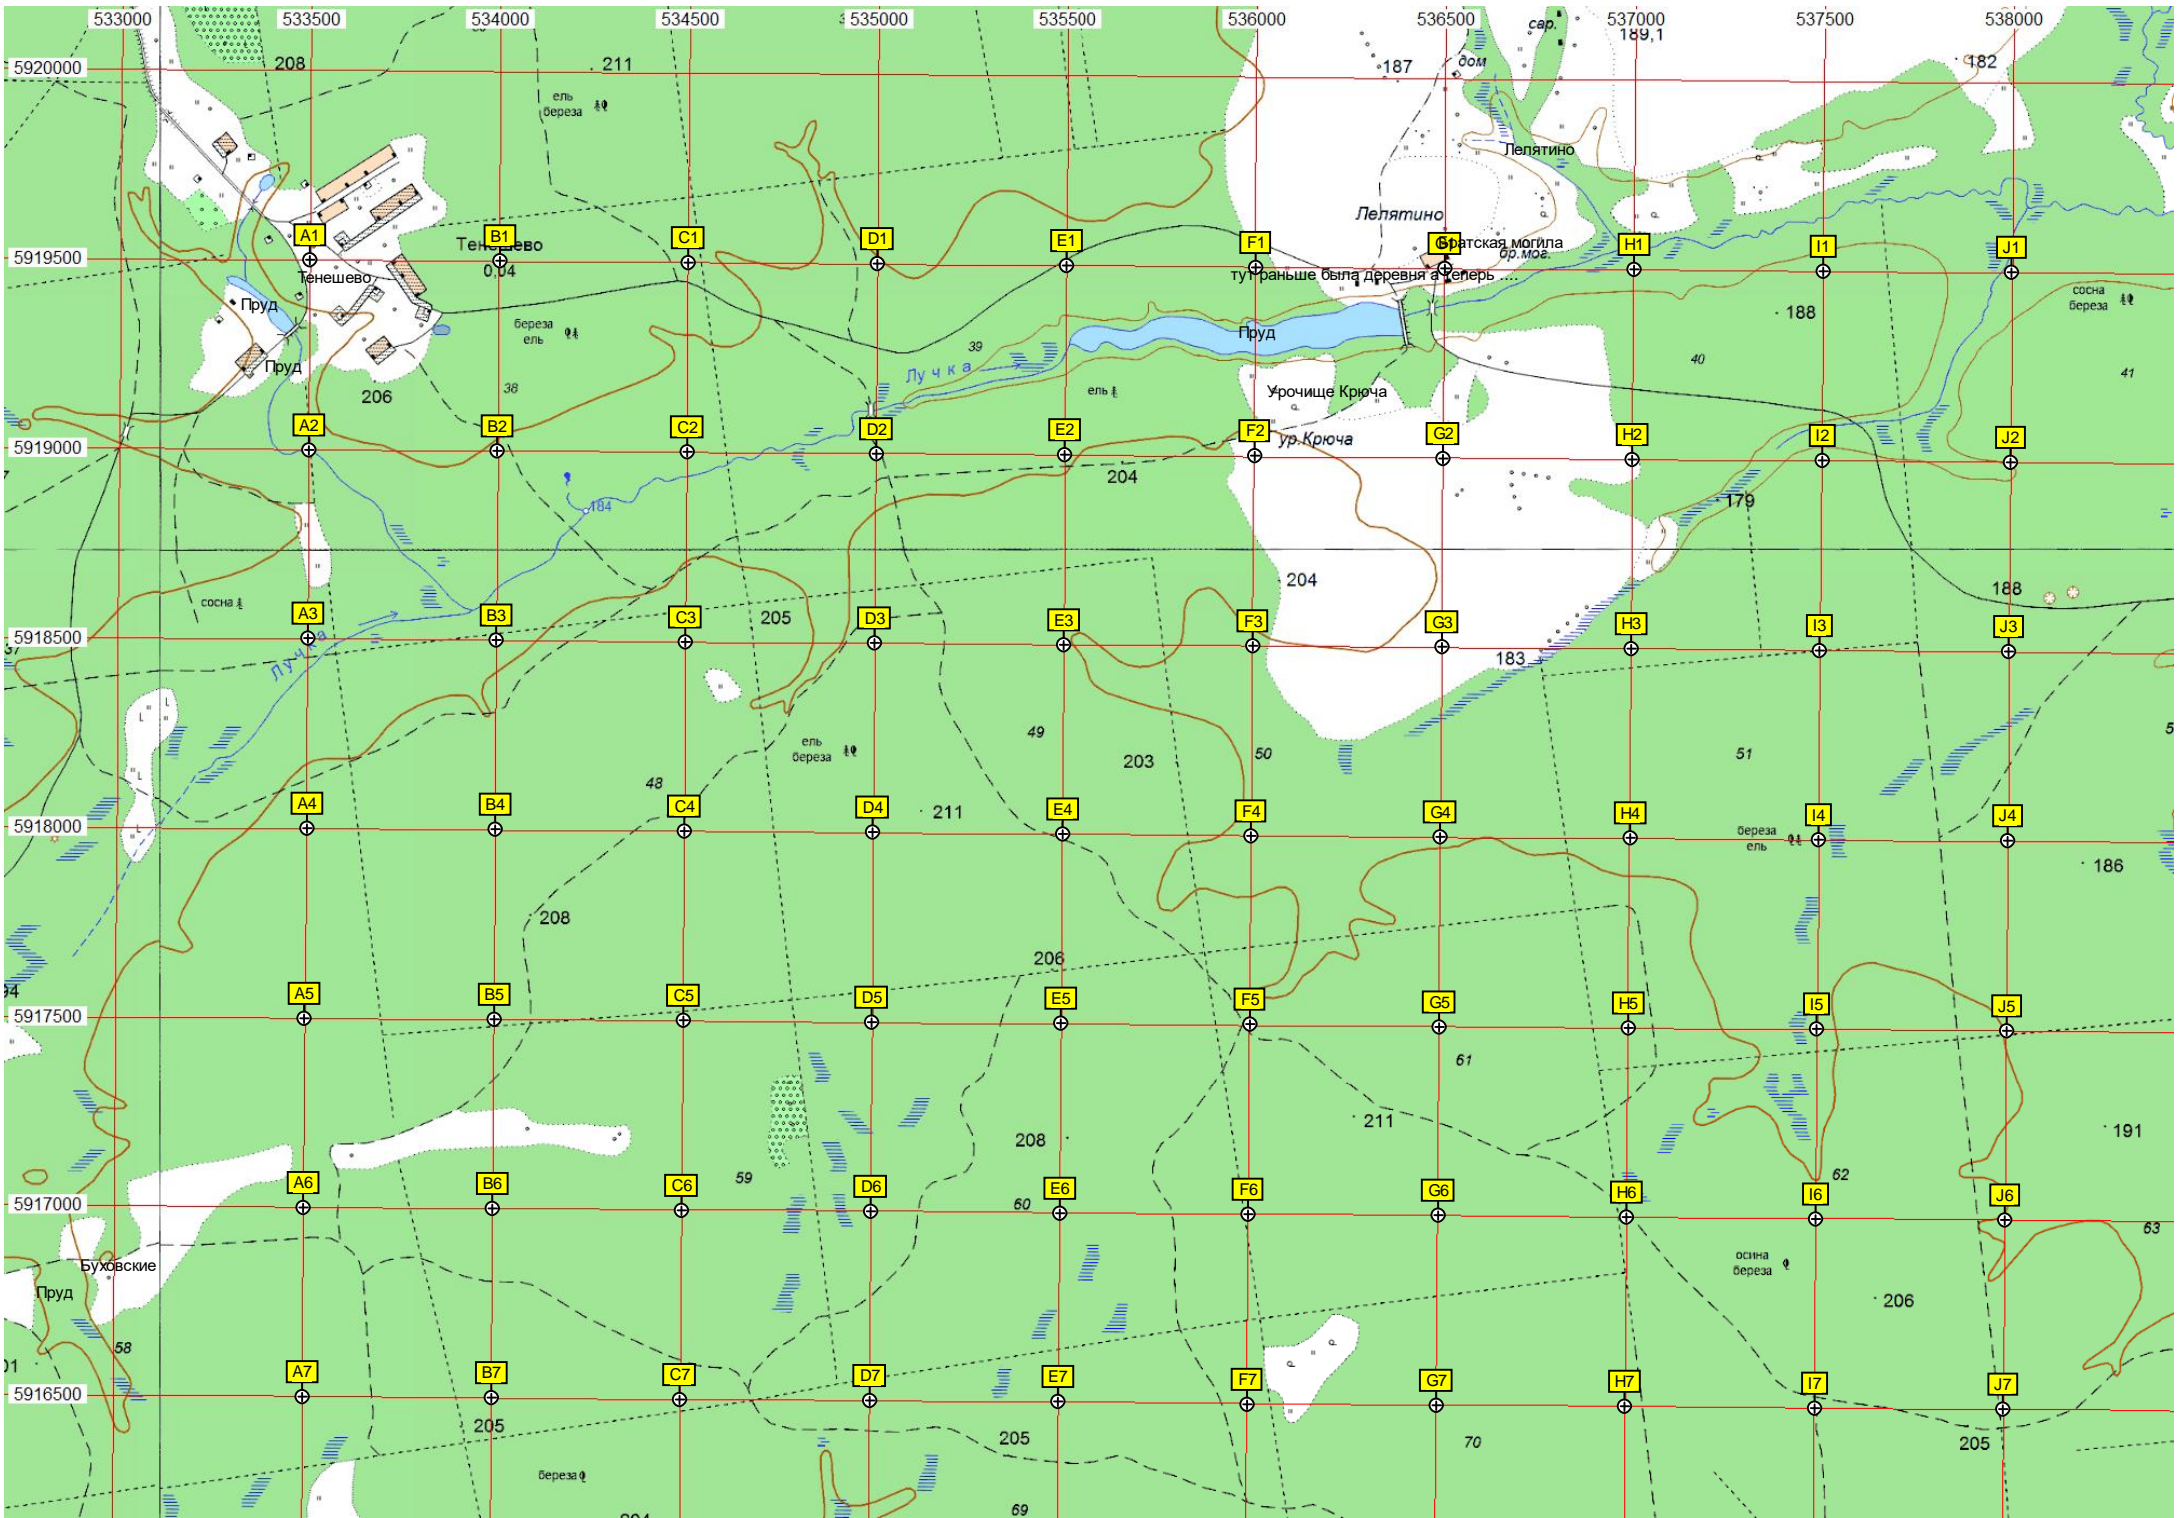 533000 533500 534000 534500 535000 535500 536000 536500 537000 537500 538000
сар.
189,1
5920000
208
211
187
дом
182
ель
береза
Лелятино
Лелятино
A1 B1 C1 D1 E1 F1 G1 H1 I1 J1
Братская могила
бр.мог.
Тенешево
0,04
5919500
Тенешево
тут раньше была деревня а теперь ...
сосна
береза
Пруд
188
береза
ель
Пруд
39
40
Пруд
Лучка
41
38
206
ель
Урочище Крюча
A2 B2 C2 D2 E2 F2 G2 H2 I2 J2
ур.Крюча
5919000
204
179
184
204
188
сосна
A3 B3 C3 D3 E3 F3 G3 H3 I3 J3
205
5918500
37
Лучка
183
49
ель
береза
203
50
51
48
A4 B4 C4 D4 E4 F4 G4 H4 I4 J4
211
5918000
береза
ель
186
208
206
94
A5 B5 C5 D5 E5 F5 G5 H5 I5 J5
5917500
61
211
208
191
59
62
A6 B6 C6 D6 E6 F6 G6 H6 I6 J6
5917000
60
63
Буховские
осина
береза
Пруд
206
58
01
A7 B7 C7 D7 E7 F7 G7 H7 I7 J7
5916500
205
205
70
205
береза
69